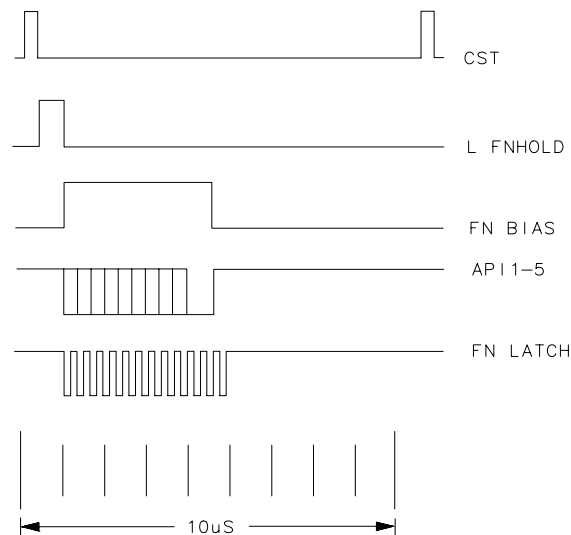 CST
L FNHOLD
FN BIAS
API1-5
FN LATCH
10uS